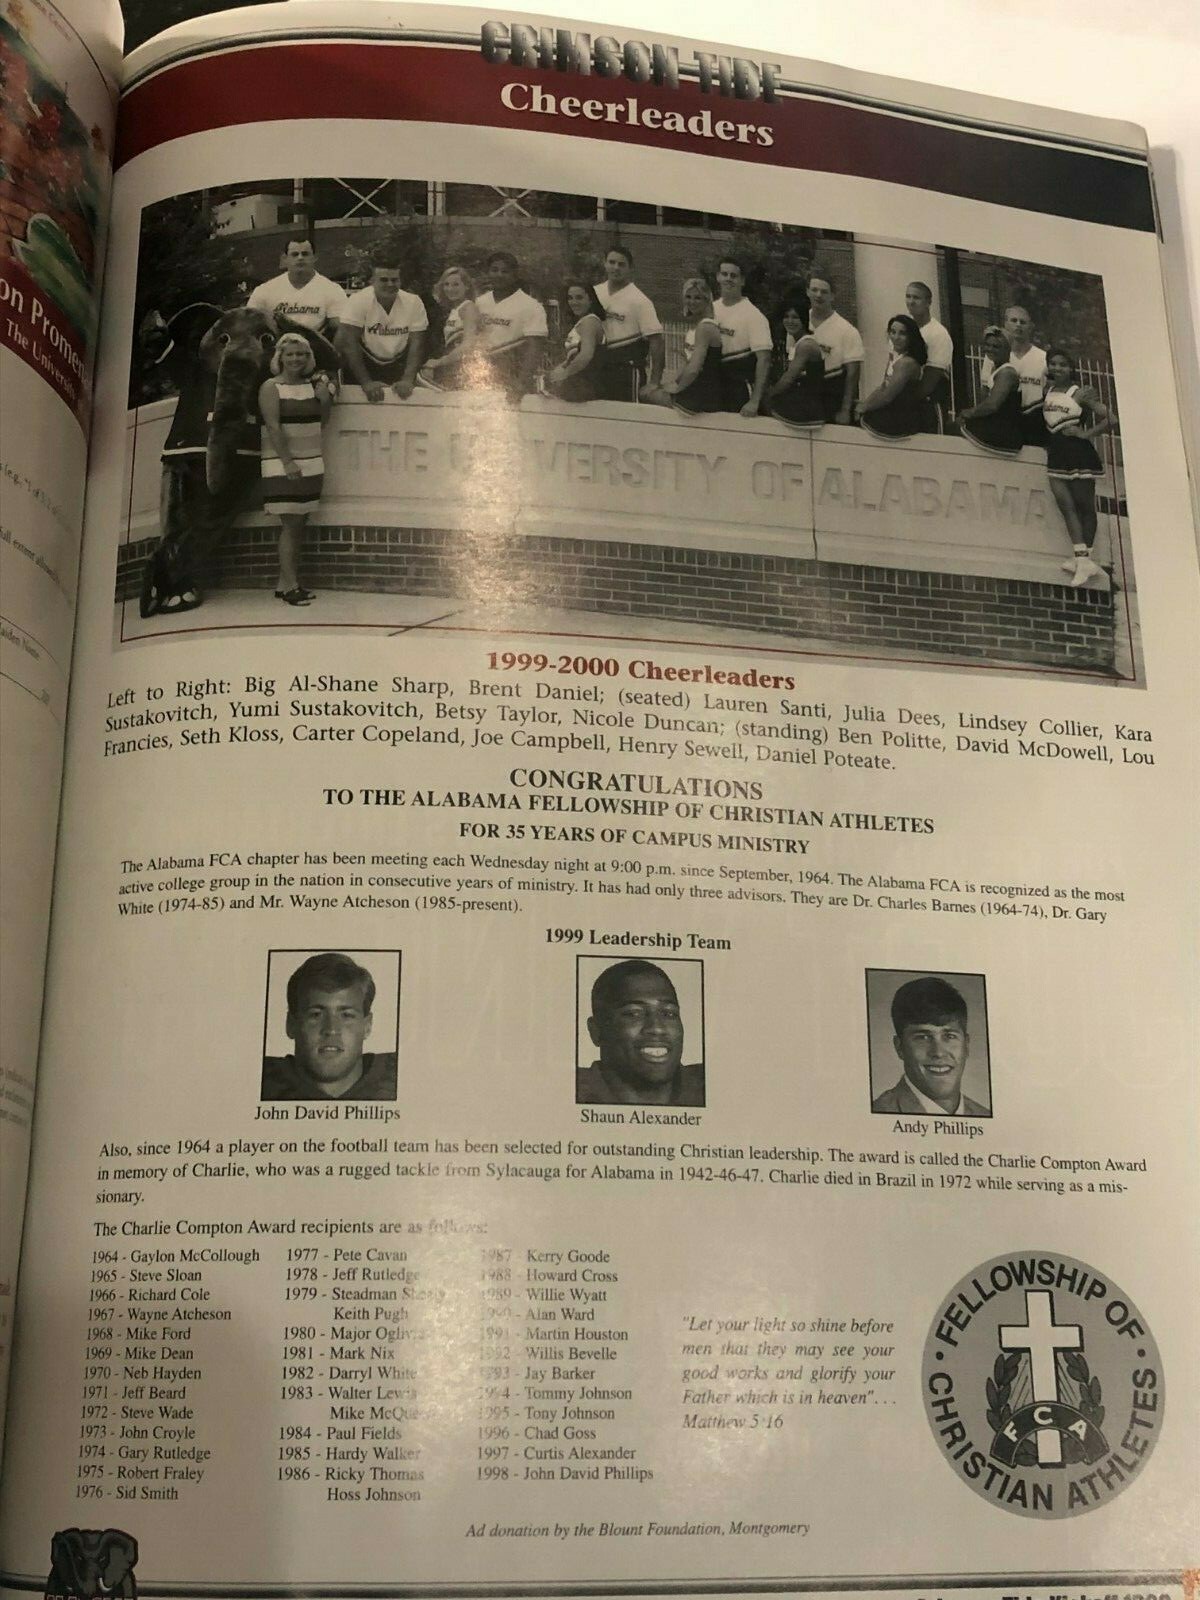 CRIMSON TIDE
Cheerleaders
Alabama
Alabama
THE UNIVERSITY OF ALABAMA
1999-2000 Cheerleaders
Left to Right: Big Al-Shane Sharp, Brent Daniel; (seated) Lauren Santi, Julia Dees, Lindsey Collier, Kara
Sustakovitch, Yumi Sustakovitch, Betsy Taylor, Nicole Duncan; (standing) Ben Politte, David McDowell, Lou
Francies, Seth Kloss, Carter Copeland, Joe Campbell, Henry Sewell, Daniel Poteate.
CONGRATULATIONS
TO THE ALABAMA FELLOWSHIP OF CHRISTIAN ATHLETES
FOR 35 YEARS OF CAMPUS MINISTRY
The Alabama FCA chapter has been meeting each Wednesday night at 9:00 p.m. since September, 1964. The Alabama FCA is recognized as the most
active college group in the nation in consecutive years of ministry. It has had only three advisors. They are Dr. Charles Barnes (1964-74), Dr. Gary
White (1974-85) and Mr. Wayne Atcheson (1985-present).
1999 Leadership Team
John David Phillips
Shaun Alexander
Andy Phillips
Also, since 1964 a player on the football team has been selected for outstanding Christian leadership. The award is called the Charlie Compton Award
in memory of Charlie, who was a rugged tackle from Sylacauga for Alabama in 1942-46-47. Charlie died in Brazil in 1972 while serving as a mis-
sionary.
The Charlie Compton Award recipients are as follows:
1964 - Gaylon McCollough
1965 - Steve Sloan
1966 - Richard Cole
1967 - Wayne Atcheson
1968 - Mike Ford
1969 - Mike Dean
1970 - Neb Hayden
1971 - Jeff Beard
1972 - Steve Wade
1973 - John Croyle
1974 - Gary Rutledge
1975 - Robert Fraley
1976 - Sid Smith
1977 - Pete Cavan
1978 - Jeff Rutledge
1979 - Steadman
Keith Pugh
1980 - Major
1981 - Mark Nix
1982 - Darryl White
1983 - Walter Lewis
Mike
1984 - Paul Fields
1985 - Hardy Walker
1986 - Ricky Thomas
Hoss Johnson
1987 - Kerry Goode
1988 - Howard Cross
1989 - Willie Wyatt
1990 - Alan Ward
1991 - Martin Houston
1992 - Willis Bevelle
1993 - Jay Barker
1994 - Tommy Johnson
1995 - Tony Johnson
1996 - Chad Goss
1997 - Curtis Alexander
1998 - John David Phillips
"Let your light so shine before
men that they may see your
good works and glorify your
Father which is in heaven"...
Matthew 5:16
FELLOWSHIP OF
CHRISTIAN ATHLETES
FCA
Ad donation by the Blount Foundation, Montgomery
on Promen
The University